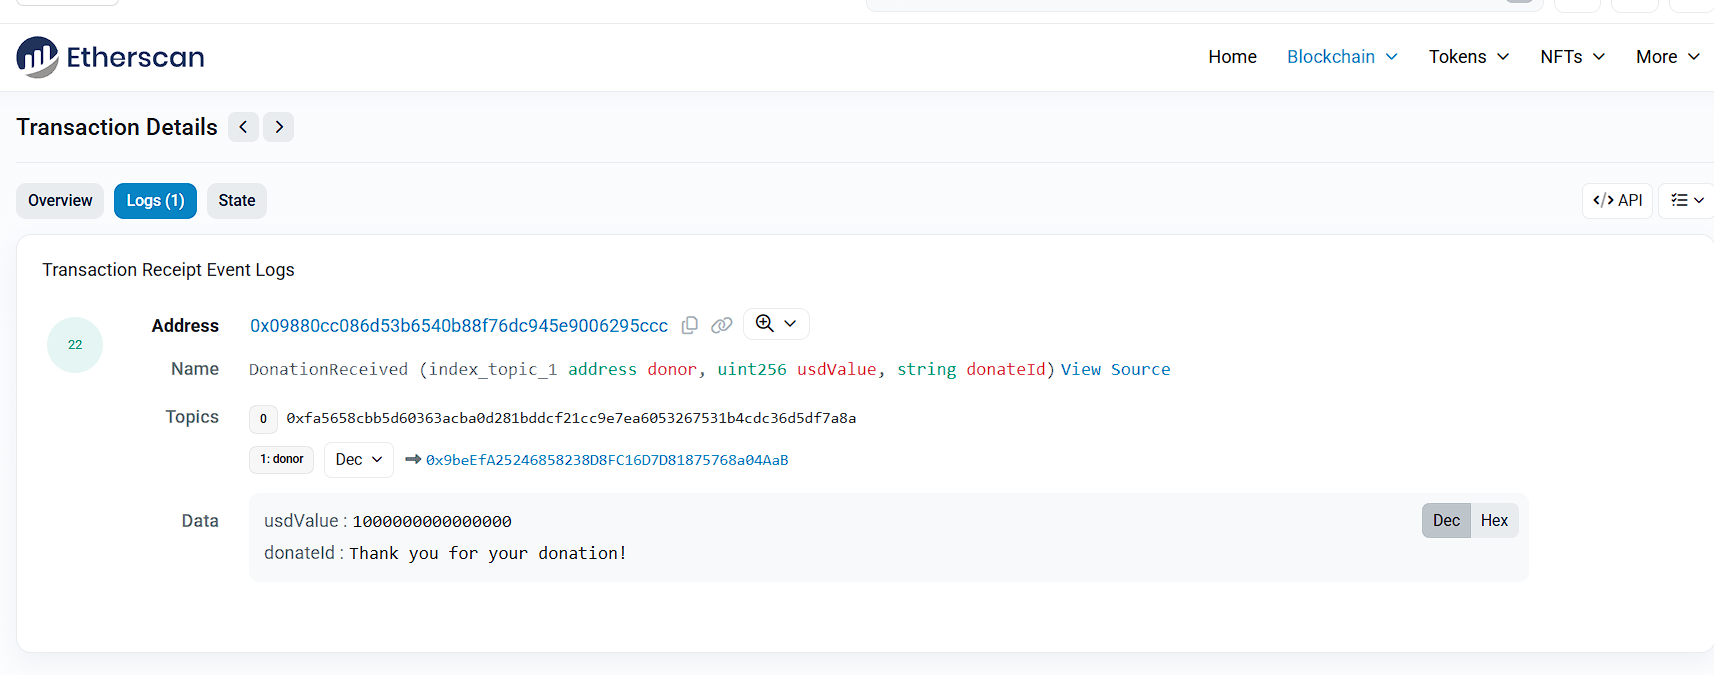 Etherscan
Home Blockchain Tokens NFTs More
Transaction Details
Overview Logs (1) State
</> API
Transaction Receipt Event Logs
22
Address 0x09880cc086d53b6540b88f76dc945e9006295ccc
Name DonationReceived (index_topic_1 address donor, uint256 usdValue, string donateId) View Source
Topics 0 0xfa5658cbb5d60363acba0d281bddcf21cc9e7ea6053267531b4cdc36d5df7a8a
1: donor Dec 0x9beEfA25246858238D8FC16D7D81875768a04AaB
Data usdValue : 1000000000000000 Dec Hex
donateId : Thank you for your donation!